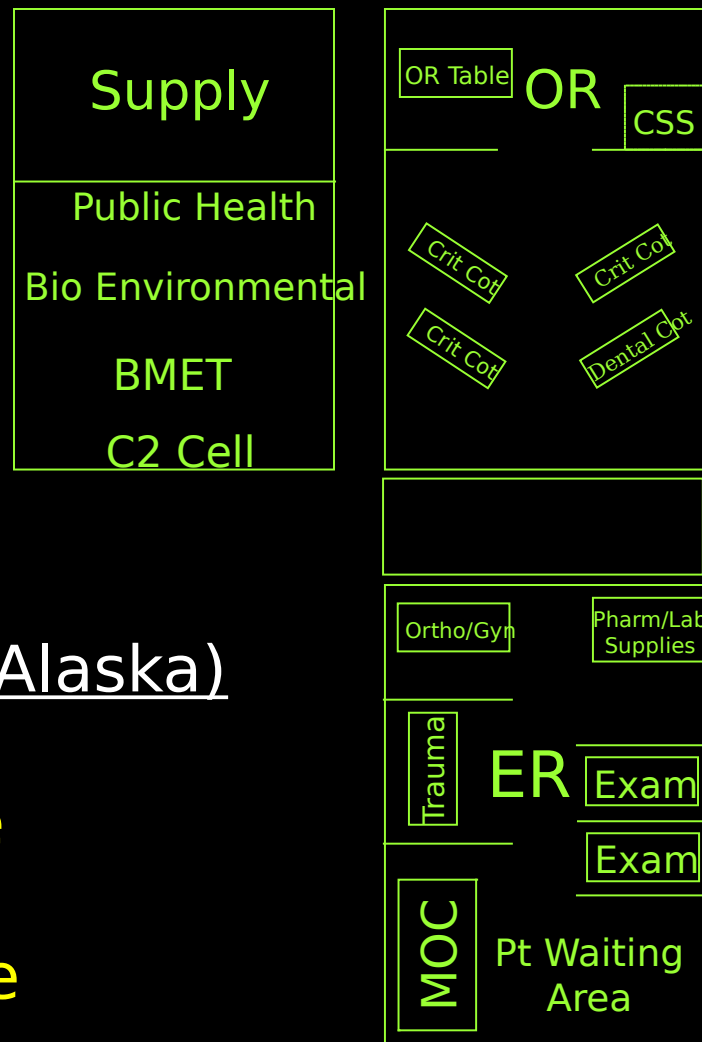 Supply
Public Health
Bio Environmental
BMET
C2 Cell
OR Table
OR
CSS
Crit Cot
Crit Cot
Crit Cot
Dental Cot
Alaska)
e
e
Ortho/Gyn
Pharm/Lab
Supplies
Trauma
ER
Exam
Exam
MOC
Pt Waiting
Area